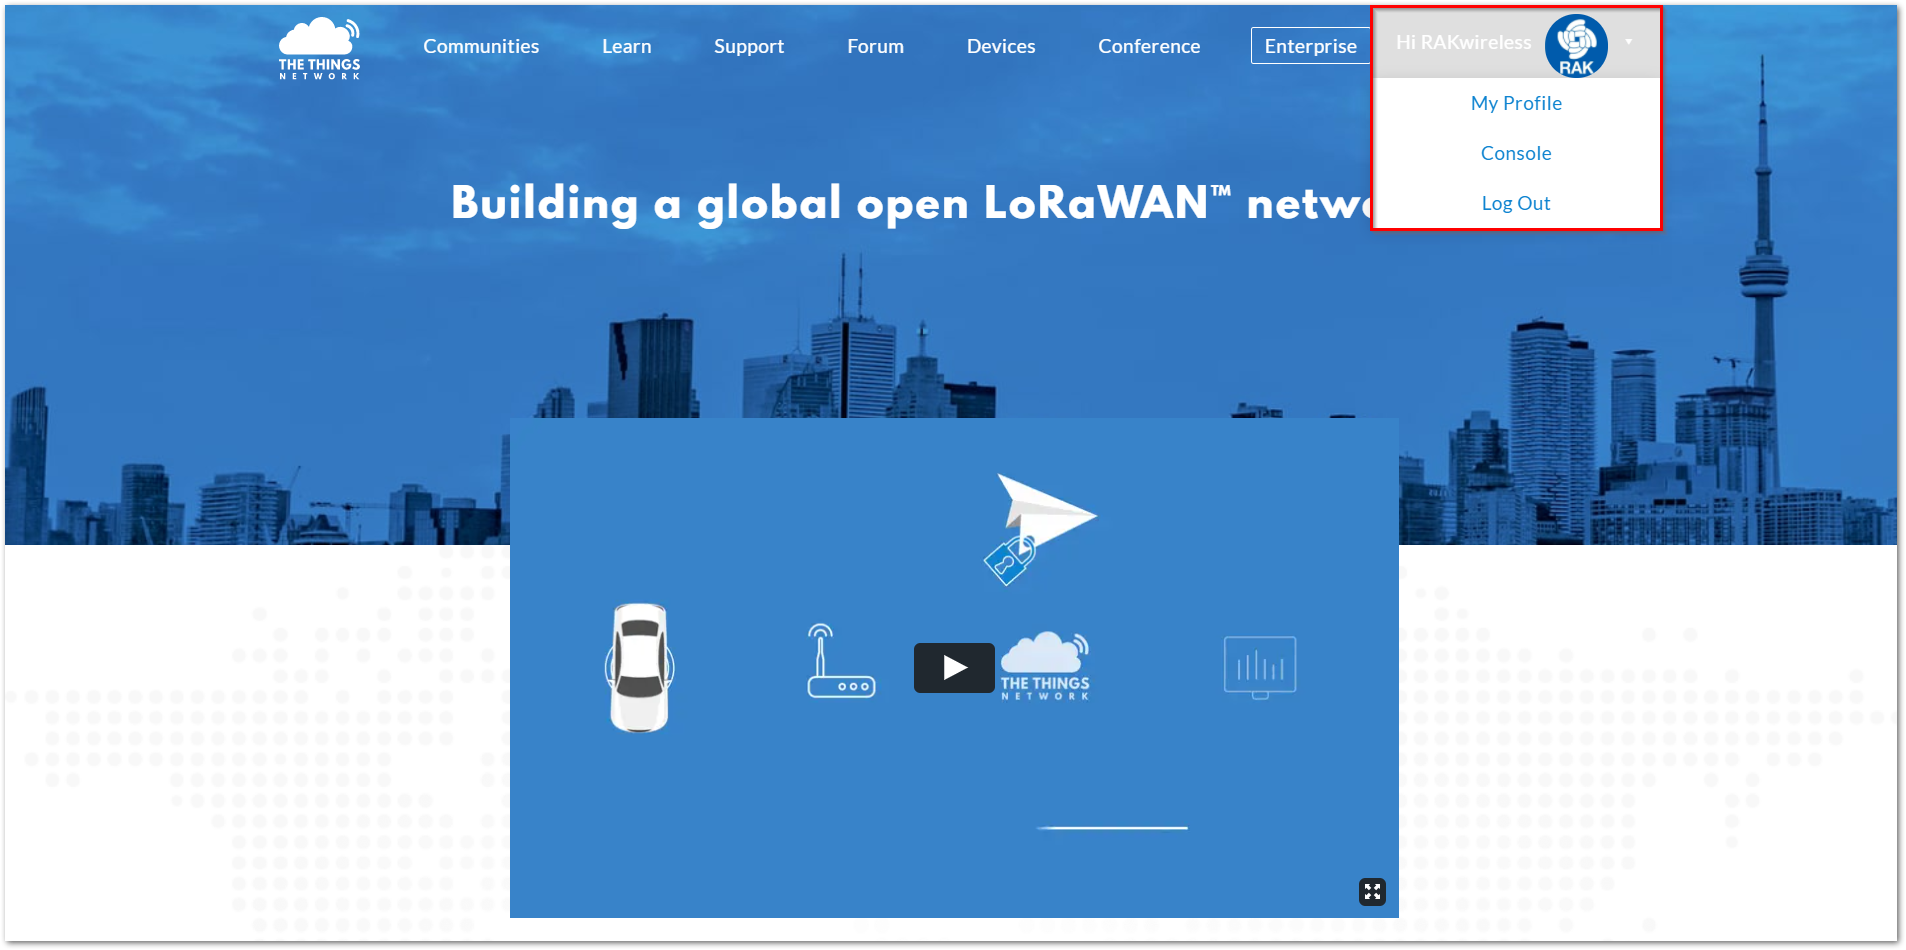 THE THINGS
NETWORK
Communities
Learn
Support
Forum
Devices
Conference
Enterprise
Hi RAKwireless
RAK
My Profile
Console
Log Out
Building a global open LoRaWAN™ netw
THE THINGS
NETWORK